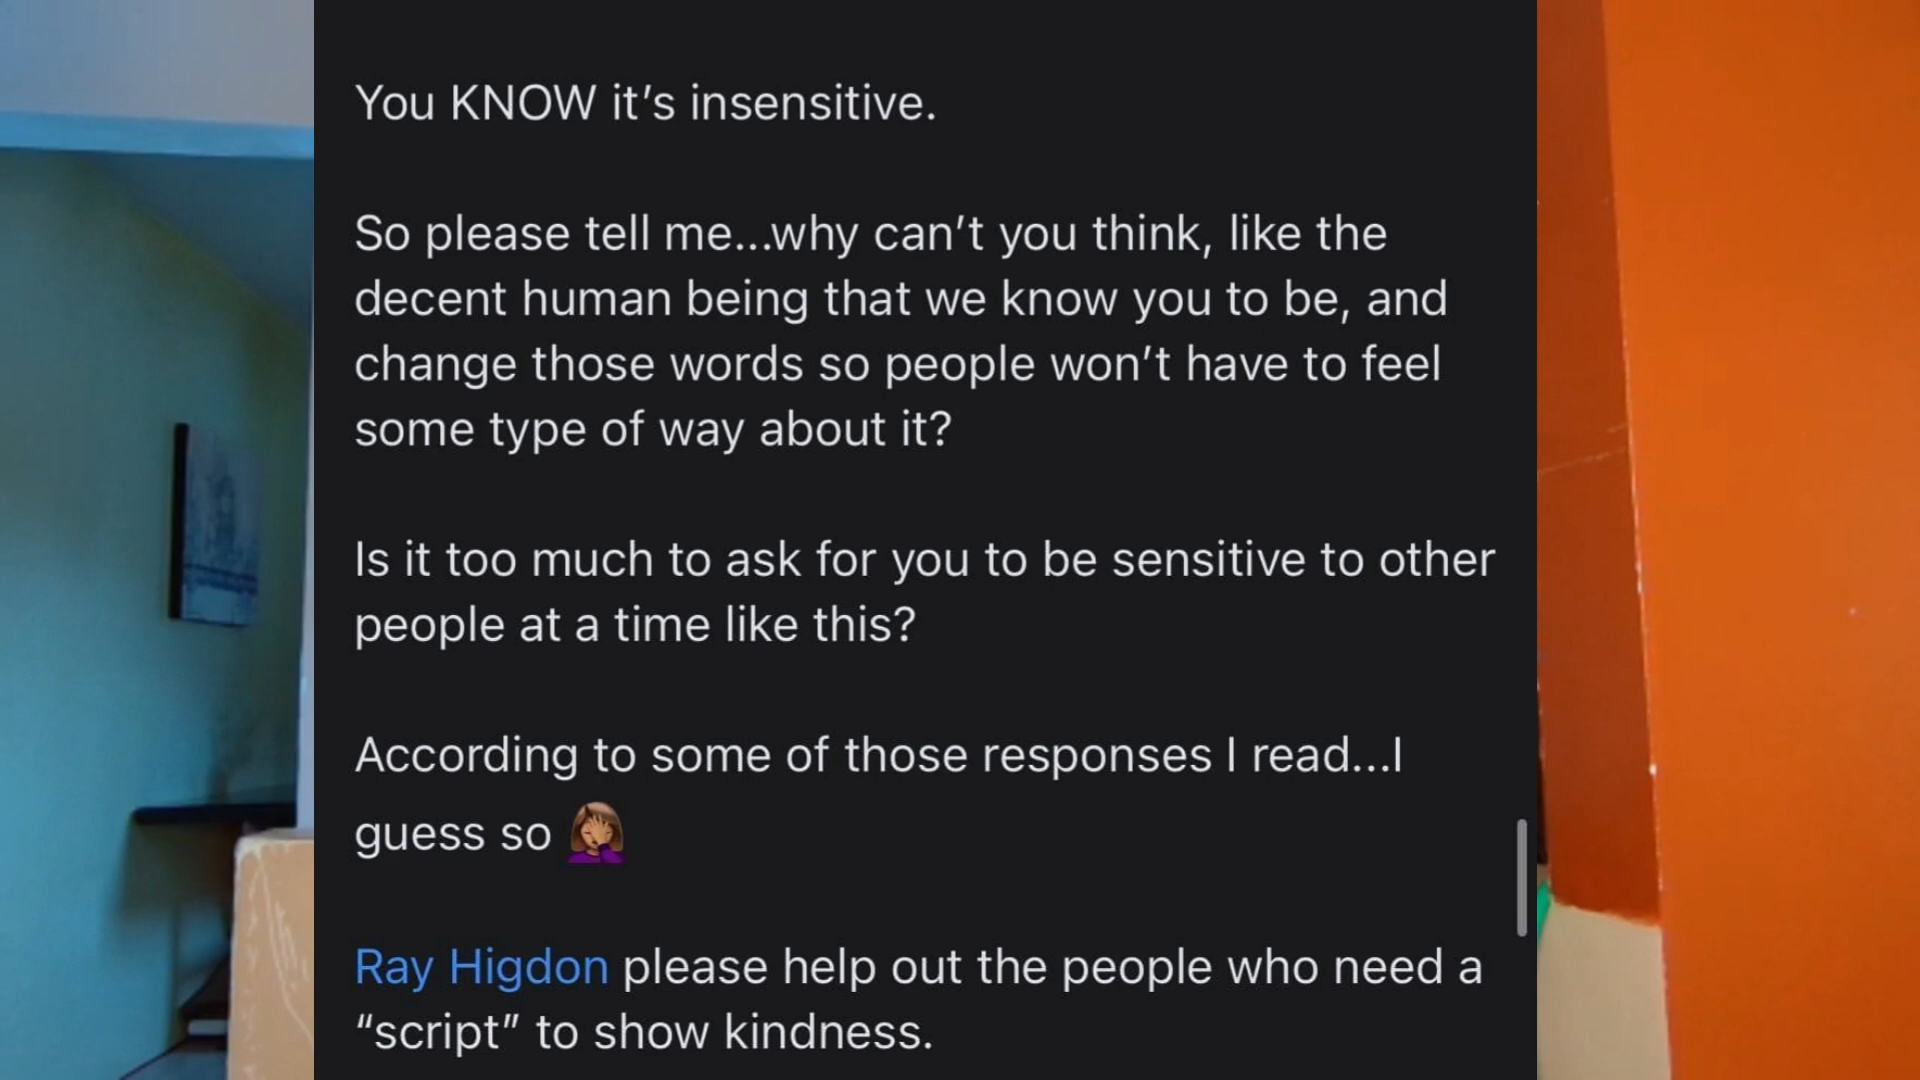 You KNOW it’s insensitive.
So please tell me...why can’t you think, like the
decent human being that we know you to be, and
change those words so people won’t have to feel
some type of way about it?
Is it too much to ask for you to be sensitive to other
people at a time like this?
According to some of those responses I read...I
guess so 🤦🏽‍♀️
Ray Higdon please help out the people who need a
“script” to show kindness.